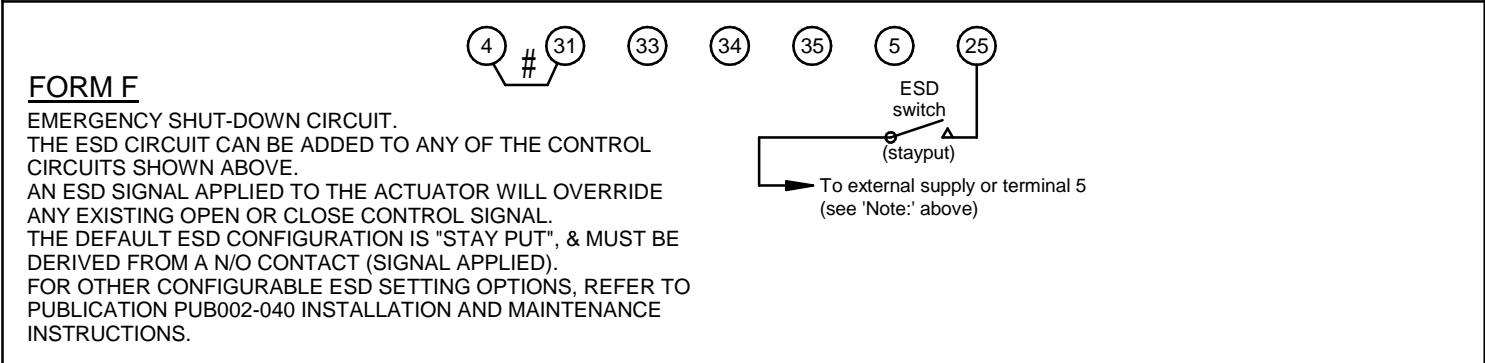 4 # 31 33 34 35 5 25
FORM F
ESD
switch
(stayput)
To external supply or terminal 5
(see 'Note:' above)
EMERGENCY SHUT-DOWN CIRCUIT.
THE ESD CIRCUIT CAN BE ADDED TO ANY OF THE CONTROL
CIRCUITS SHOWN ABOVE.
AN ESD SIGNAL APPLIED TO THE ACTUATOR WILL OVERRIDE
ANY EXISTING OPEN OR CLOSE CONTROL SIGNAL.
THE DEFAULT ESD CONFIGURATION IS "STAY PUT", & MUST BE
DERIVED FROM A N/O CONTACT (SIGNAL APPLIED).
FOR OTHER CONFIGURABLE ESD SETTING OPTIONS, REFER TO
PUBLICATION PUB002-040 INSTALLATION AND MAINTENANCE
INSTRUCTIONS.